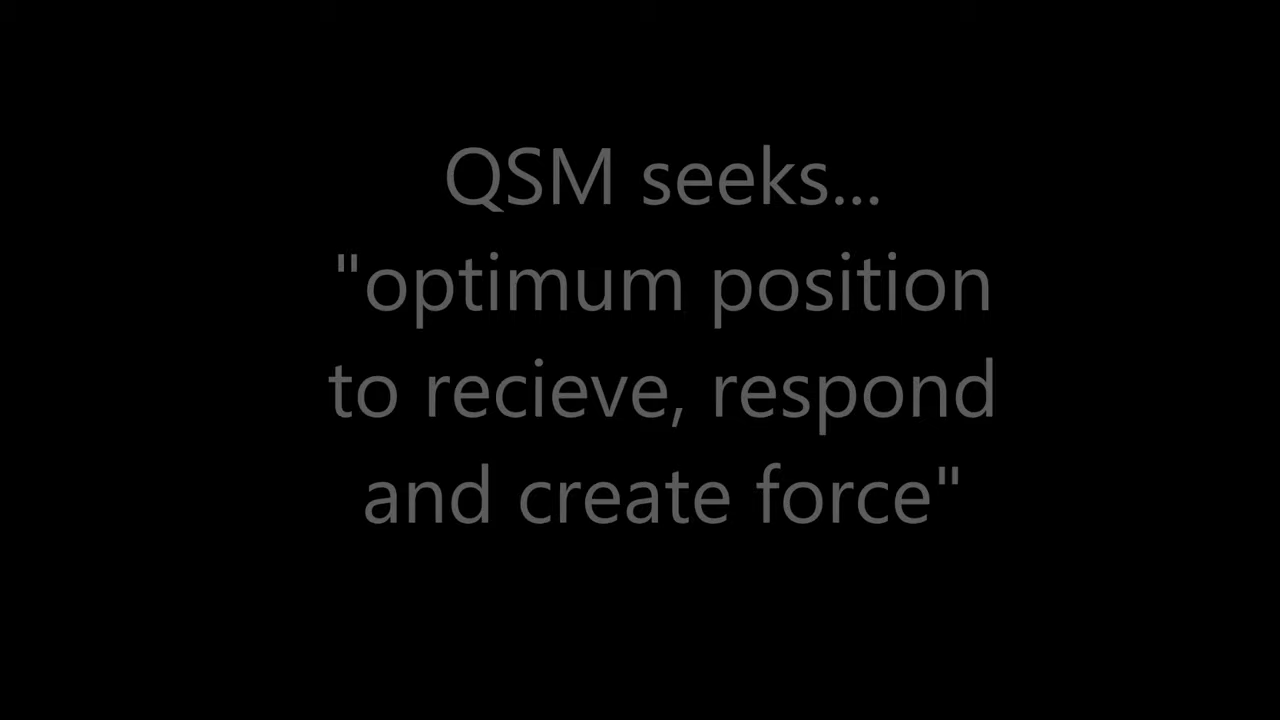 QSM seeks...
"optimum position
to recieve, respond
and create force"